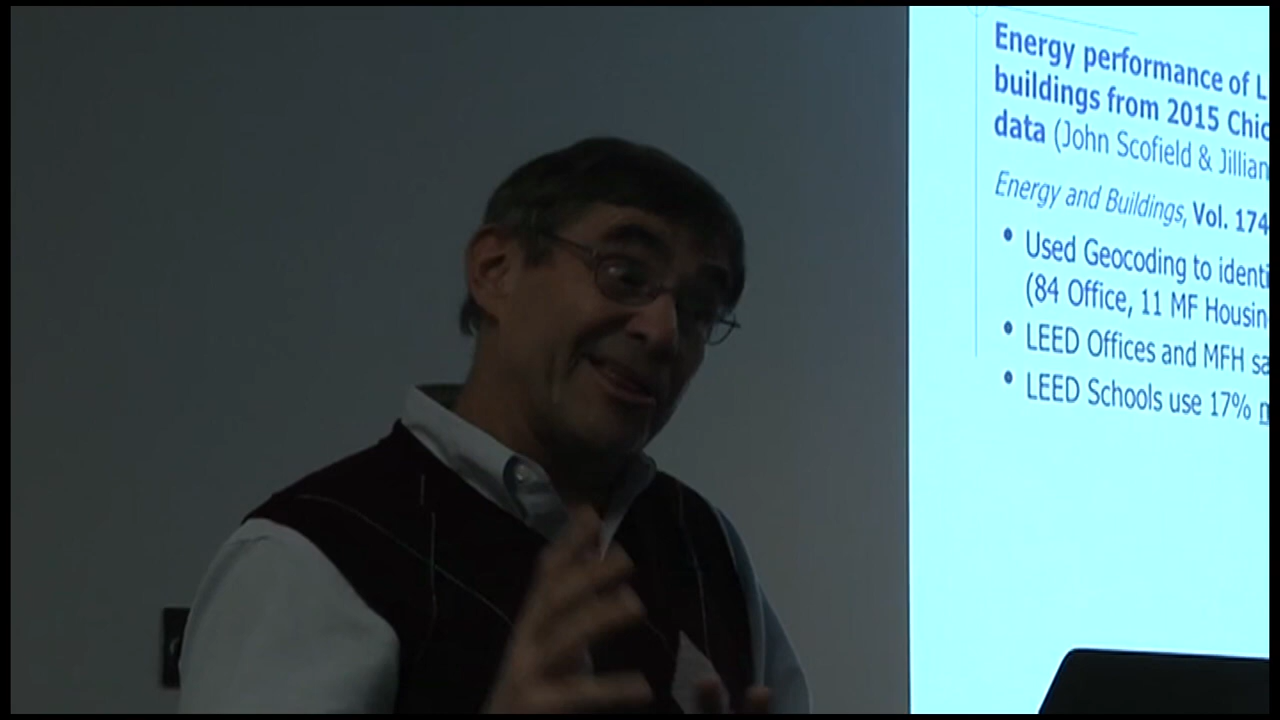 Energy performance of L
buildings from 2015 Chic
data (John Scofield & Jillian
Energy and Buildings, Vol. 174
• Used Geocoding to identi
(84 Office, 11 MF Housin
• LEED Offices and MFH sa
• LEED Schools use 17%